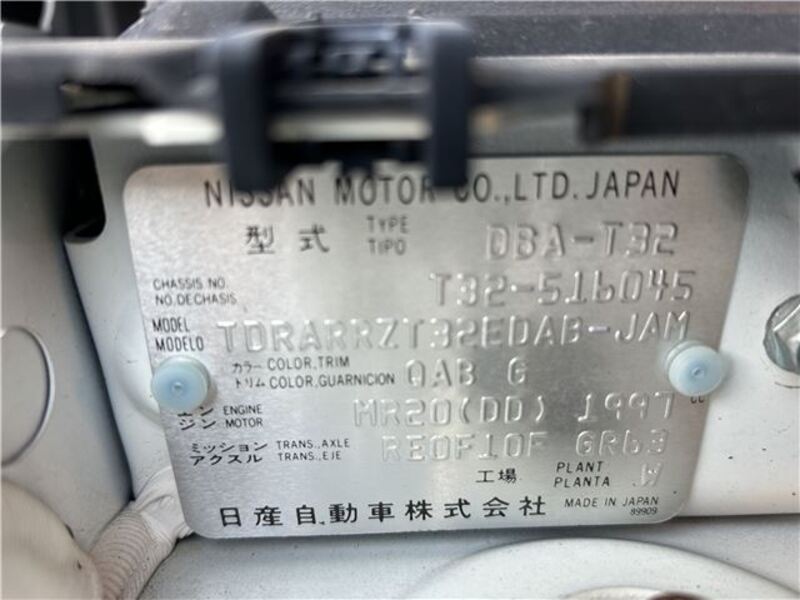 NISSAN MOTOR CO.,LTD. JAPAN
型式 TYPE TIPO DBA-T32
CHASSIS NO. NO.DECHASIS T32-516045
MODEL MODELO TDRARRZT32EDAB-JAM
カラー COLOR,TRIM
トリム COLOR,GUARNICION QAB G
エン ENGINE
ジン MOTOR MR20(DD) 1997 CC
ミッション TRANS.,AXLE
アクスル TRANS.,EJE RE0F10F GR63
工場 PLANT PLANTA W
日産自動車株式会社 MADE IN JAPAN
89909